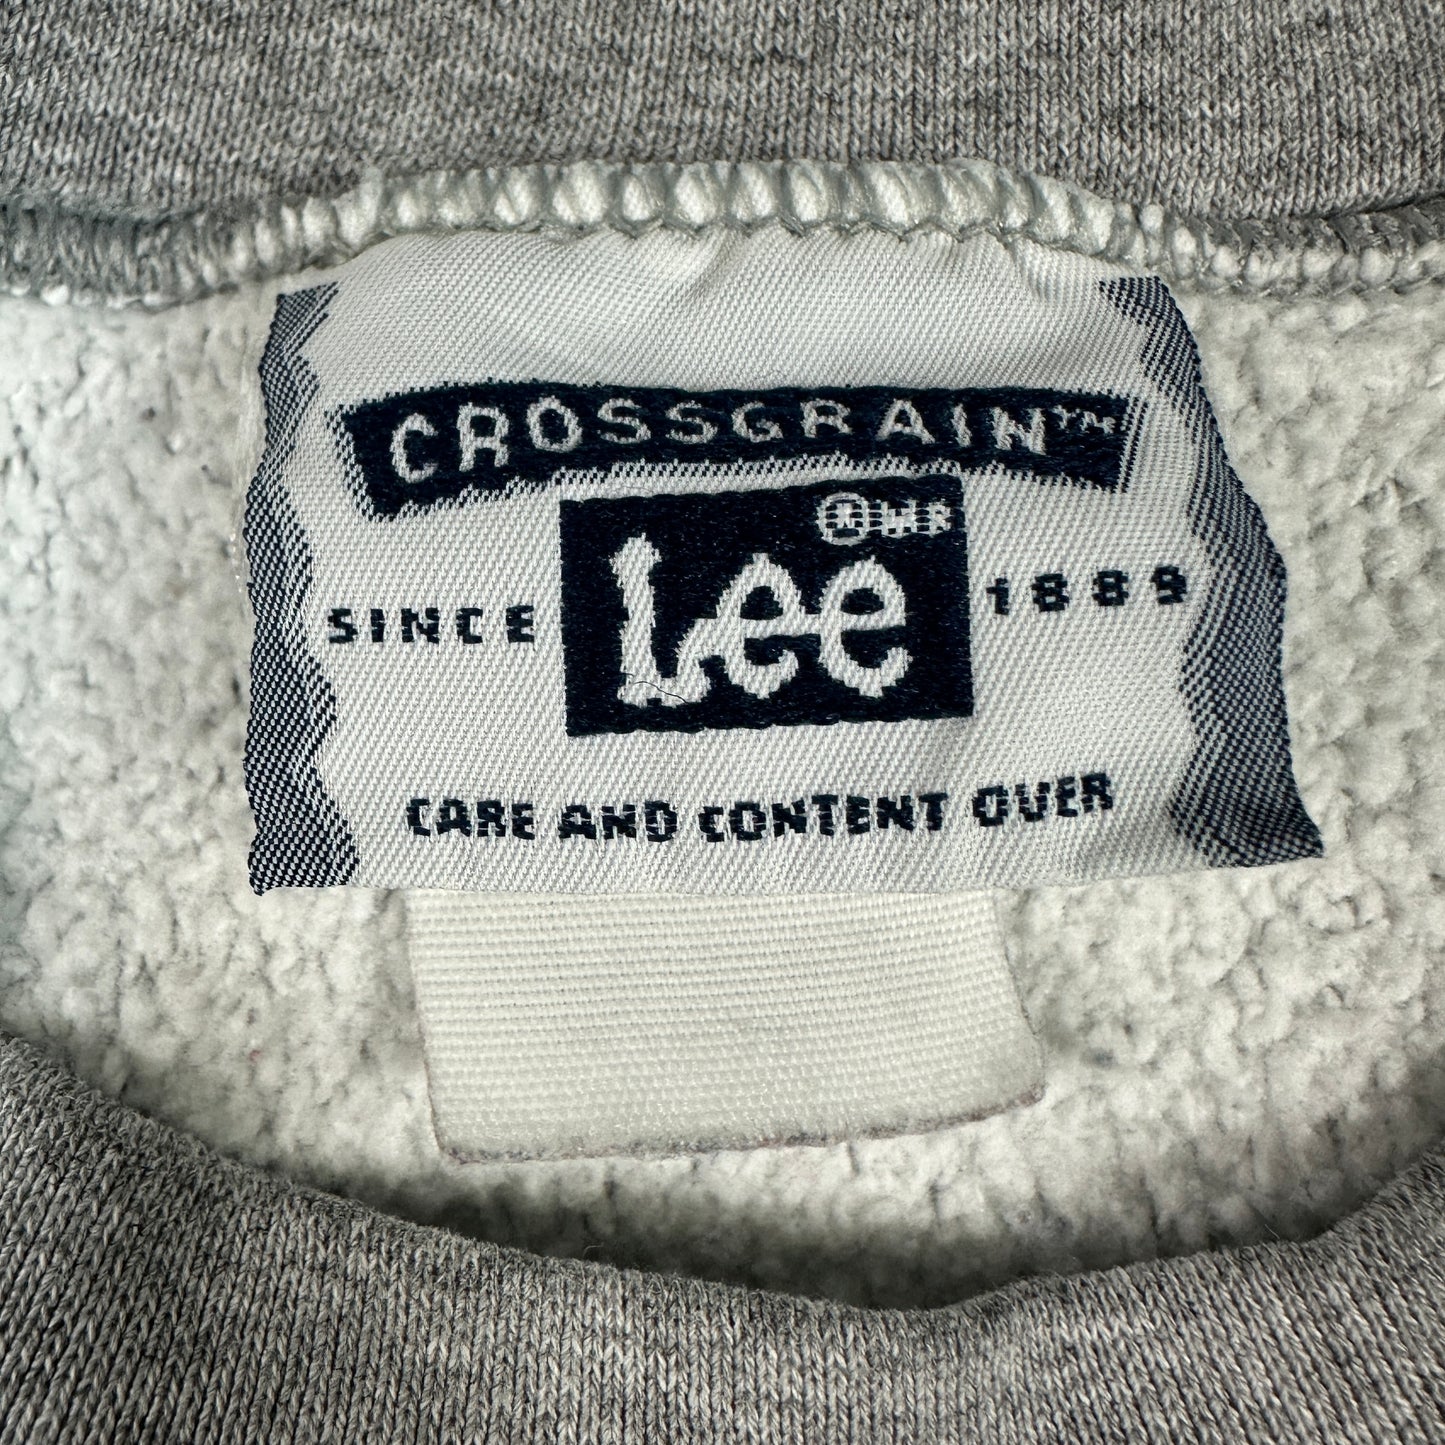 CROSSGRAIN™
® MR
Lee
SINCE 1889
CARE AND CONTENT OVER